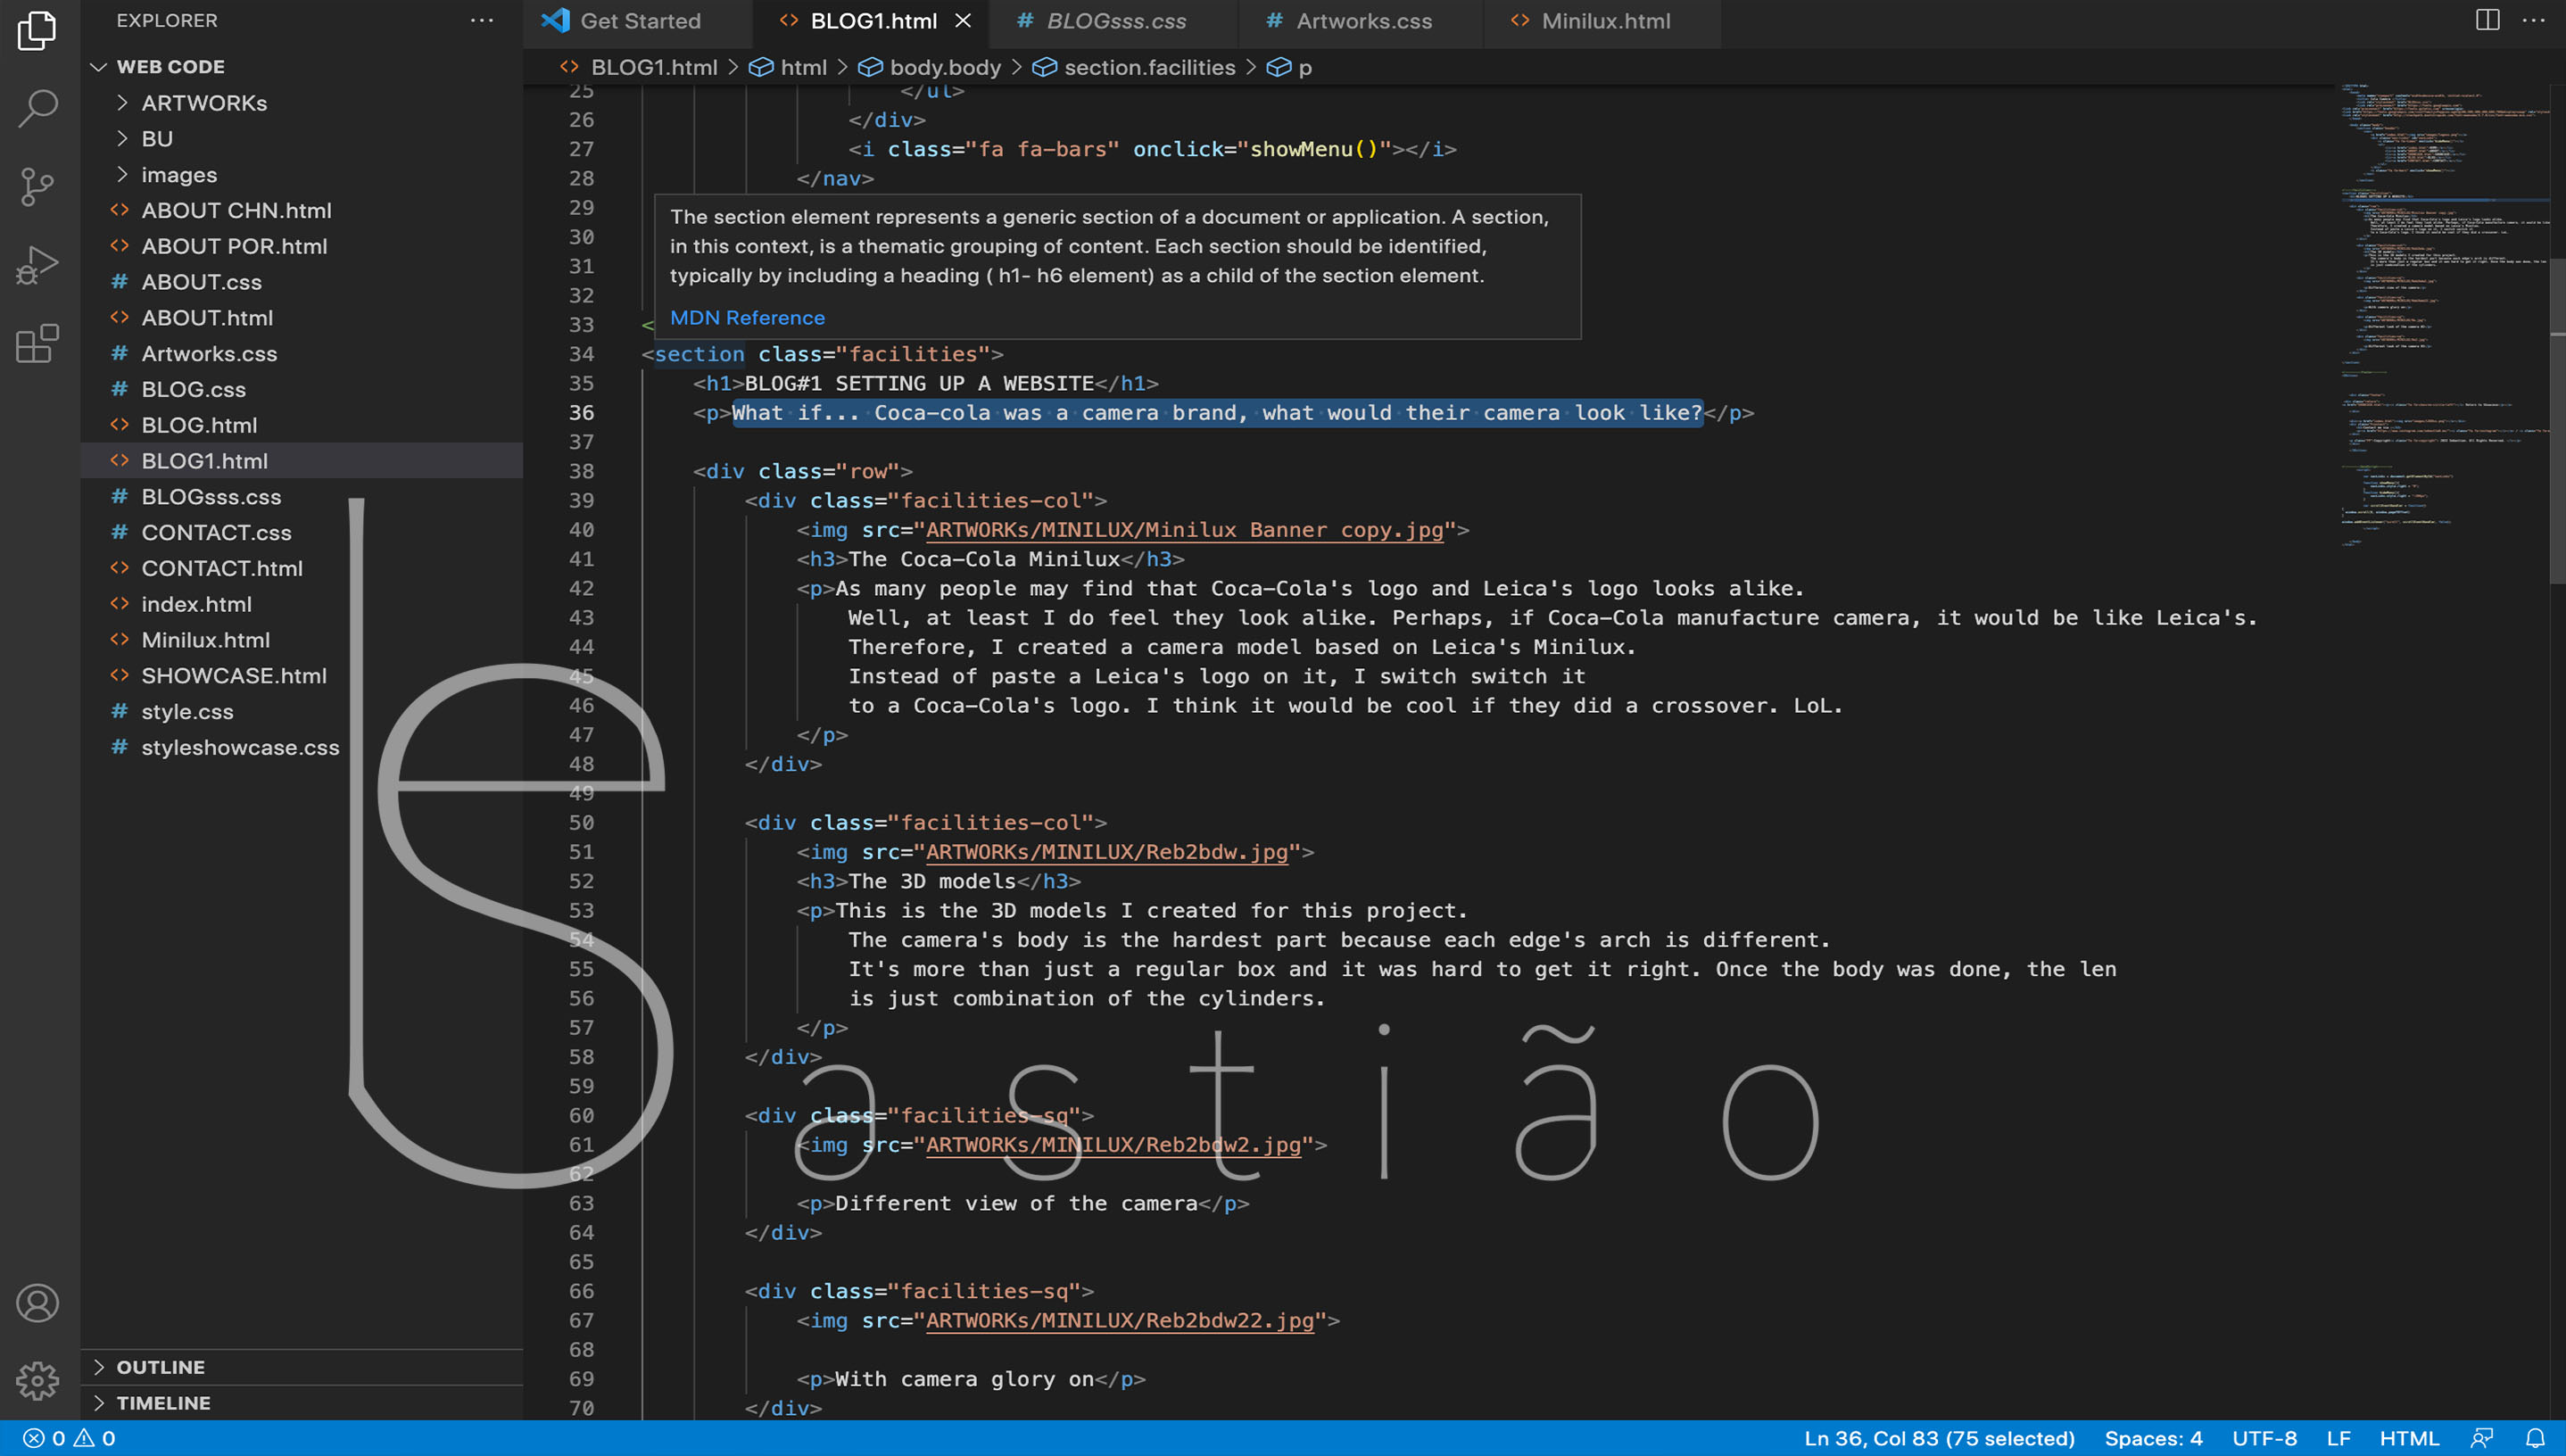 EXPLORER
WEB CODE
ARTWORKs
BU
images
ABOUT CHN.html
ABOUT POR.html
ABOUT.css
ABOUT.html
Artworks.css
BLOG.css
BLOG.html
BLOG1.html
BLOGsss.css
CONTACT.css
CONTACT.html
index.html
Minilux.html
SHOWCASE.html
style.css
styleshowcase.css
OUTLINE
TIMELINE
Get Started
BLOG1.html
BLOGsss.css
Artworks.css
Minilux.html
BLOG1.html > html > body.body > section.facilities > p
25 </ul>
26 </div>
27 <i class="fa fa-bars" onclick="showMenu()"></i>
28 </nav>
29
30
31
32
33 <
The section element represents a generic section of a document or application. A section,
in this context, is a thematic grouping of content. Each section should be identified,
typically by including a heading ( h1- h6 element) as a child of the section element.
MDN Reference
34 <section class="facilities">
35 <h1>BLOG#1 SETTING UP A WEBSITE</h1>
36 <p>What if... Coca-cola was a camera brand, what would their camera look like?</p>
37
38 <div class="row">
39 <div class="facilities-col">
40 <img src="ARTWORKs/MINILUX/Minilux Banner copy.jpg">
41 <h3>The Coca-Cola Minilux</h3>
42 <p>As many people may find that Coca-Cola's logo and Leica's logo looks alike.
43 Well, at least I do feel they look alike. Perhaps, if Coca-Cola manufacture camera, it would be like Leica's.
44 Therefore, I created a camera model based on Leica's Minilux.
45 Instead of paste a Leica's logo on it, I switch switch it
46 to a Coca-Cola's logo. I think it would be cool if they did a crossover. LoL.
47 </p>
48 </div>
49
50 <div class="facilities-col">
51 <img src="ARTWORKs/MINILUX/Reb2bdw.jpg">
52 <h3>The 3D models</h3>
53 <p>This is the 3D models I created for this project.
54 The camera's body is the hardest part because each edge's arch is different.
55 It's more than just a regular box and it was hard to get it right. Once the body was done, the len
56 is just combination of the cylinders.
57 </p>
58 </div>
59
60 <div class="facilities-sq">
61 <img src="ARTWORKs/MINILUX/Reb2bdw2.jpg">
62
63 <p>Different view of the camera</p>
64 </div>
65
66 <div class="facilities-sq">
67 <img src="ARTWORKs/MINILUX/Reb2bdw22.jpg">
68
69 <p>With camera glory on</p>
70 </div>
astião
0 0
Ln 36, Col 83 (75 selected) Spaces: 4 UTF-8 LF HTML